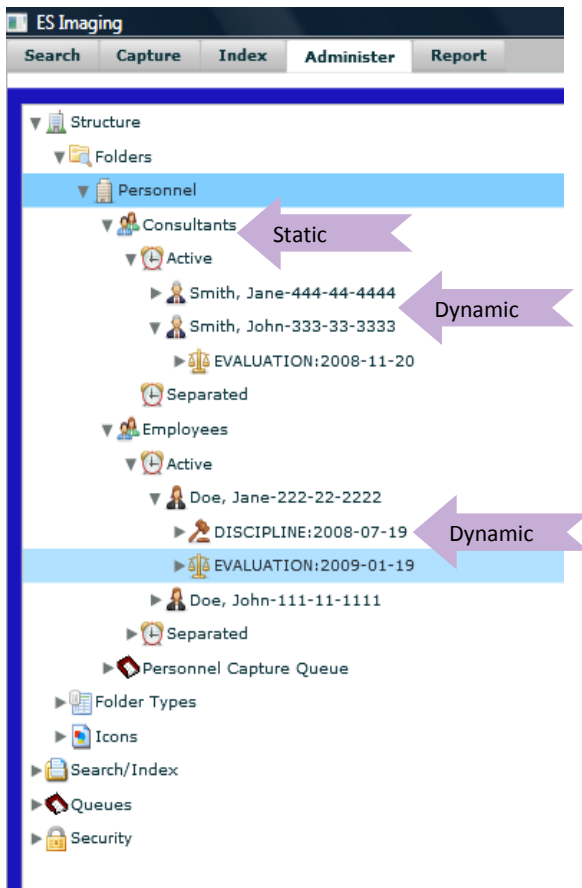 ES Imaging
Search Capture Index Administer Report
Structure
Folders
Personnel
Consultants
Static
Active
Smith, Jane-444-44-4444
Dynamic
Smith, John-333-33-3333
EVALUATION:2008-11-20
Separated
Employees
Active
Doe, Jane-222-22-2222
DISCIPLINE:2008-07-19
Dynamic
EVALUATION:2009-01-19
Doe, John-111-11-1111
Separated
Personnel Capture Queue
Folder Types
Icons
Search/Index
Queues
Security